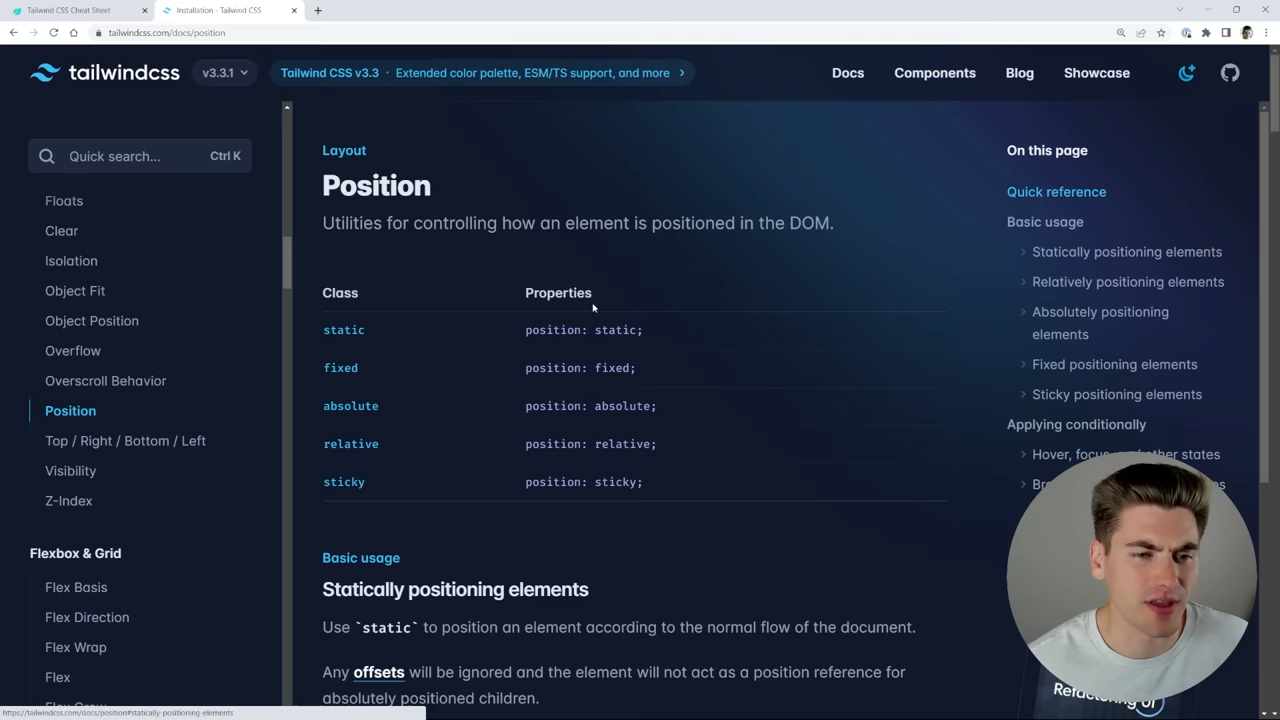 Tailwind CSS Cheat Sheet
Installation - Tailwind CSS
tailwindcss.com/docs/position
tailwindcss
v3.3.1
Tailwind CSS v3.3 · Extended color palette, ESM/TS support, and more
Docs
Components
Blog
Showcase
Quick search...
Ctrl K
Floats
Clear
Isolation
Object Fit
Object Position
Overflow
Overscroll Behavior
Position
Top / Right / Bottom / Left
Visibility
Z-Index
Flexbox & Grid
Flex Basis
Flex Direction
Flex Wrap
Flex
Layout
Position
Utilities for controlling how an element is positioned in the DOM.
Class Properties
static position: static;
fixed position: fixed;
absolute position: absolute;
relative position: relative;
sticky position: sticky;
Basic usage
Statically positioning elements
Use `static` to position an element according to the normal flow of the document.
Any offsets will be ignored and the element will not act as a position reference for
absolutely positioned children.
On this page
Quick reference
Basic usage
Statically positioning elements
Relatively positioning elements
Absolutely positioning
elements
Fixed positioning elements
Sticky positioning elements
Applying conditionally
Hover, focus, and other states
https://tailwindcss.com/docs/position#statically-positioning-elements